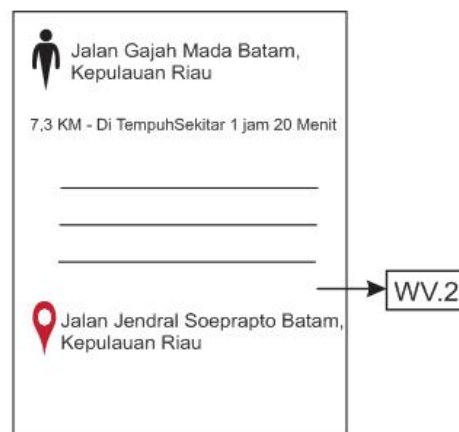 Jalan Gajah Mada Batam,
Kepulauan Riau
7,3 KM - Di TempuhSekitar 1 jam 20 Menit
WV.2
Jalan Jendral Soeprapto Batam,
Kepulauan Riau